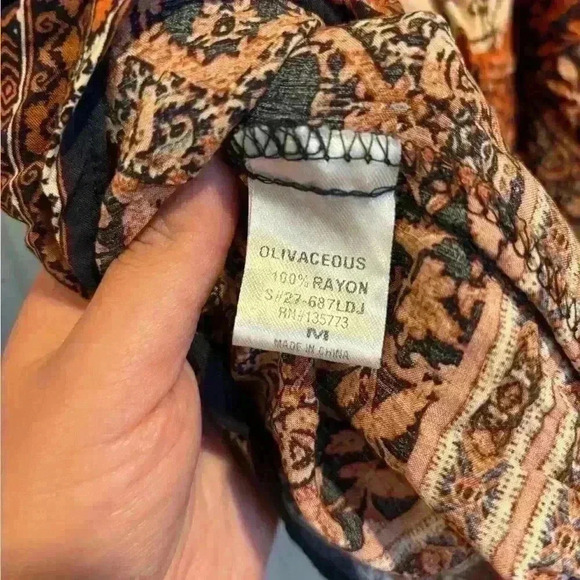 OLIVACEOUS
100% RAYON
S#27-687LDJ
RN#135773
M
MADE IN CHINA